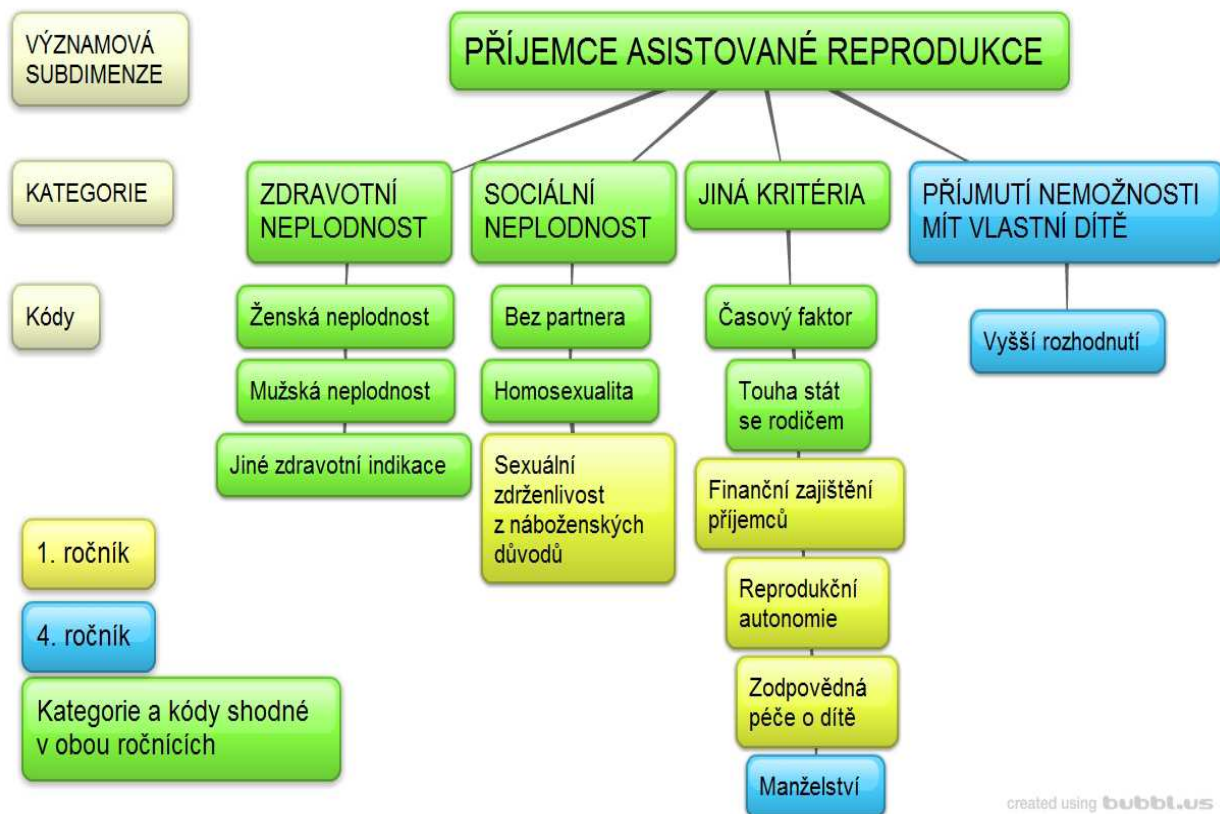 VÝZNAMOVÁ
SUBDIMENZE
PŘÍJEMCE ASISTOVANÉ REPRODUKCE
KATEGORIE
ZDRAVOTNÍ
NEPLODNOST
SOCIÁLNÍ
NEPLODNOST
JINÁ KRITÉRIA
PŘÍJMUTÍ NEMOŽNOSTI
MÍT VLASTNÍ DÍTĚ
Kódy
Ženská neplodnost
Mužská neplodnost
Jiné zdravotní indikace
Bez partnera
Homosexualita
Sexuální
zdrženlivost
z náboženských
důvodů
Časový faktor
Touha stát
se rodičem
Finanční zajištění
příjemců
Reprodukční
autonomie
Zodpovědná
péče o dítě
Manželství
Vyšší rozhodnutí
1. ročník
4. ročník
Kategorie a kódy shodné
v obou ročnících
created using bubbl.us